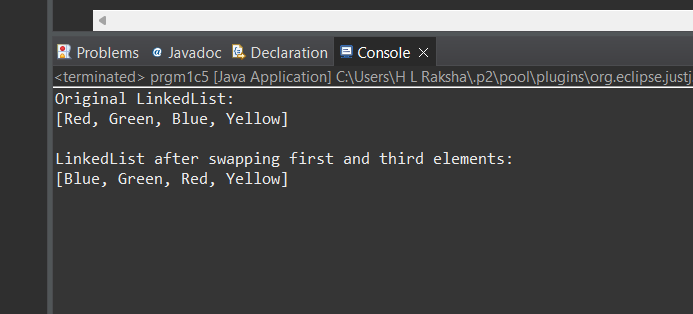 Problems @ Javadoc Declaration Console ×
<terminated> prgm1c5 [Java Application] C:\Users\H L Raksha\.p2\pool\plugins\org.eclipse.justj
Original LinkedList:
[Red, Green, Blue, Yellow]
LinkedList after swapping first and third elements:
[Blue, Green, Red, Yellow]